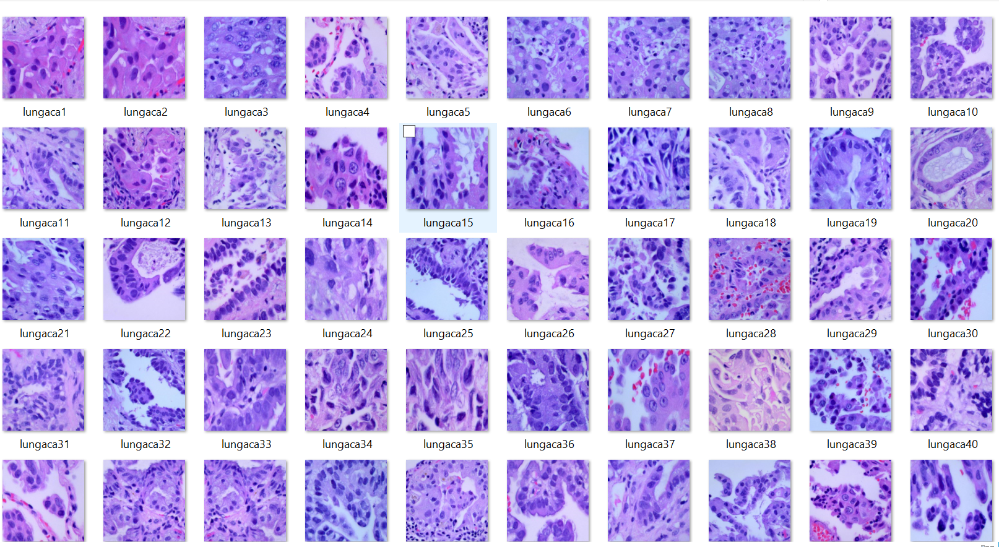 lungaca1 lungaca2 lungaca3 lungaca4 lungaca5 lungaca6 lungaca7 lungaca8 lungaca9 lungaca10
lungaca11 lungaca12 lungaca13 lungaca14 lungaca15 lungaca16 lungaca17 lungaca18 lungaca19 lungaca20
lungaca21 lungaca22 lungaca23 lungaca24 lungaca25 lungaca26 lungaca27 lungaca28 lungaca29 lungaca30
lungaca31 lungaca32 lungaca33 lungaca34 lungaca35 lungaca36 lungaca37 lungaca38 lungaca39 lungaca40